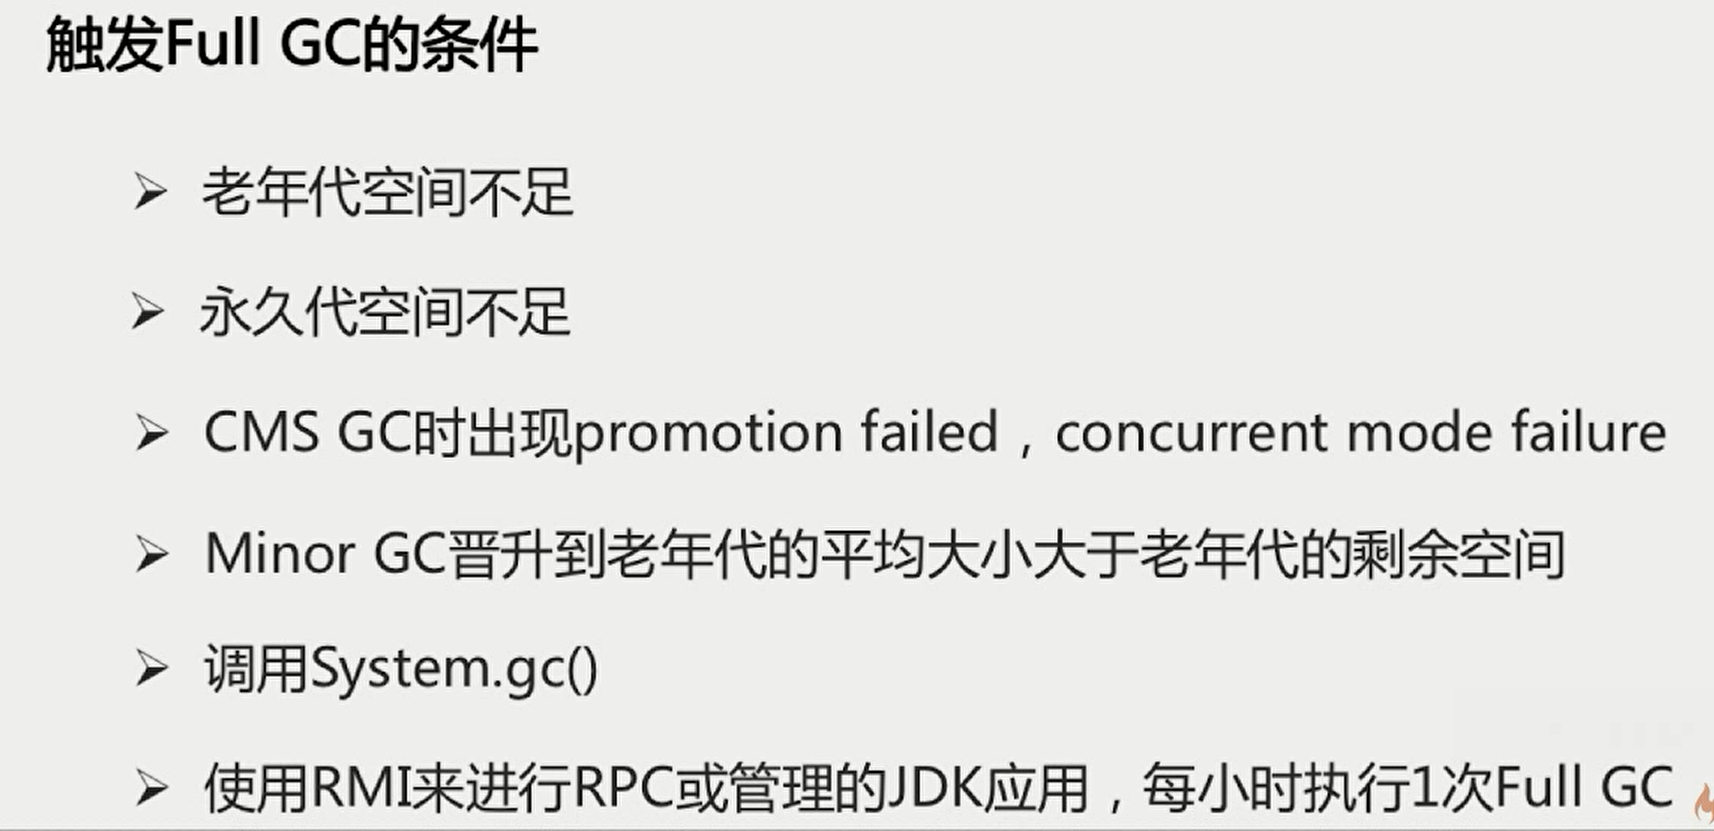 触发Full GC的条件
老年代空间不足
永久代空间不足
CMS GC时出现promotion failed，concurrent mode failure
Minor GC晋升到老年代的平均大小大于老年代的剩余空间
调用System.gc()
使用RMI来进行RPC或管理的JDK应用，每小时执行1次Full GC